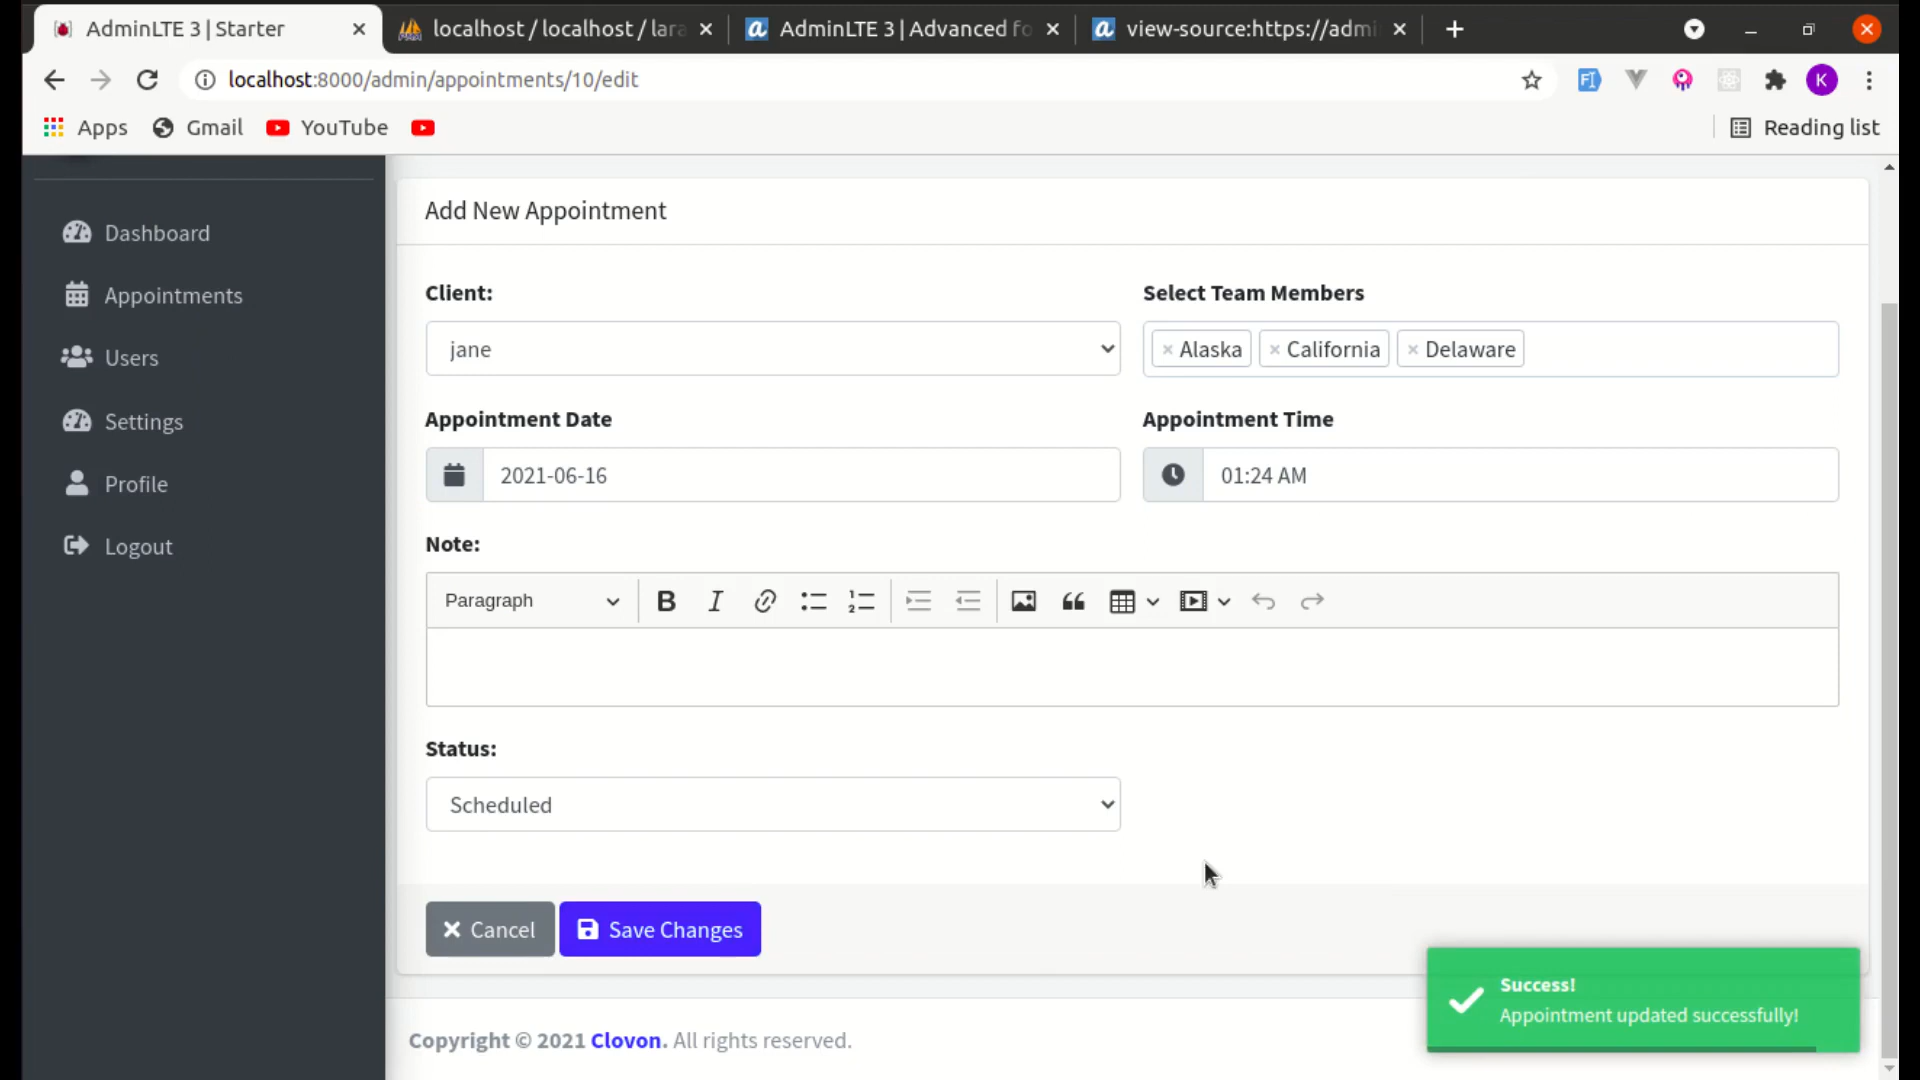 AdminLTE 3 | Starter
localhost / localhost / lara
AdminLTE 3 | Advanced fo
view-source:https://admi
localhost:8000/admin/appointments/10/edit
K
Apps
Gmail
YouTube
Reading list
Dashboard
Appointments
Users
Settings
Profile
Logout
Add New Appointment
Client:
jane
Select Team Members
× Alaska × California × Delaware
Appointment Date
2021-06-16
Appointment Time
01:24 AM
Note:
Paragraph
Status:
Scheduled
Cancel
Save Changes
Success!
Appointment updated successfully!
Copyright © 2021 Clovon. All rights reserved.